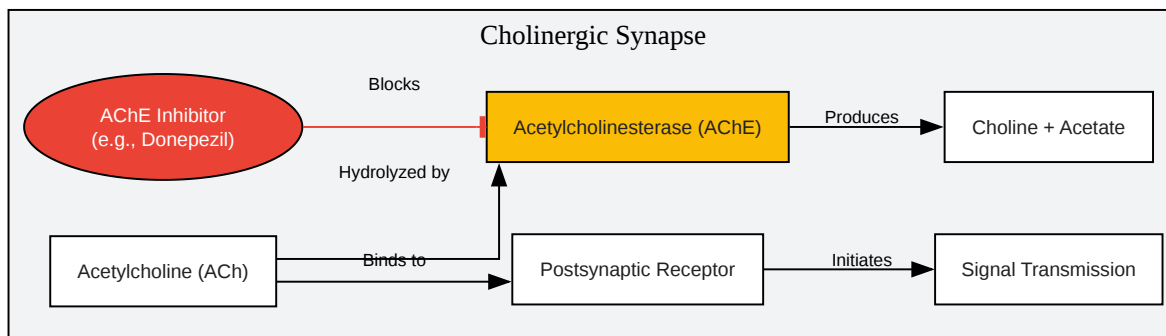 Cholinergic Synapse
Blocks
AChE Inhibitor
(e.g., Donepezil)
Acetylcholinesterase (AChE)
Produces
Choline + Acetate
Hydrolyzed by
Acetylcholine (ACh)
Binds to
Postsynaptic Receptor
Initiates
Signal Transmission